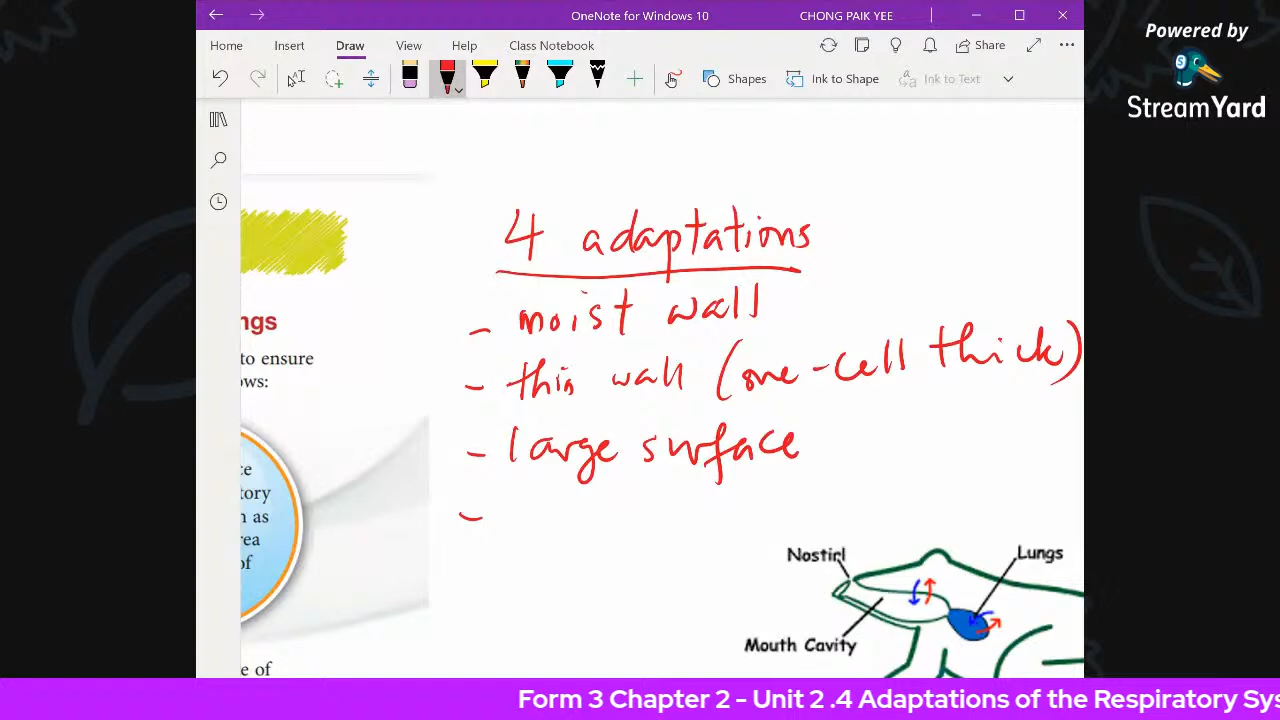 Powered by
StreamYard
OneNote for Windows 10
CHONG PAIK YEE
Home Insert Draw View Help Class Notebook Share
Shapes Ink to Shape Ink to Text
4 adaptations
- moist wall
- thin wall (one-cell thick)
- large surface
-
ngs
to ensure
ows:
ce
tory
n as
rea
of
e of
Nostirl
Lungs
Mouth Cavity
Form 3 Chapter 2 - Unit 2 .4 Adaptations of the Respiratory Sys